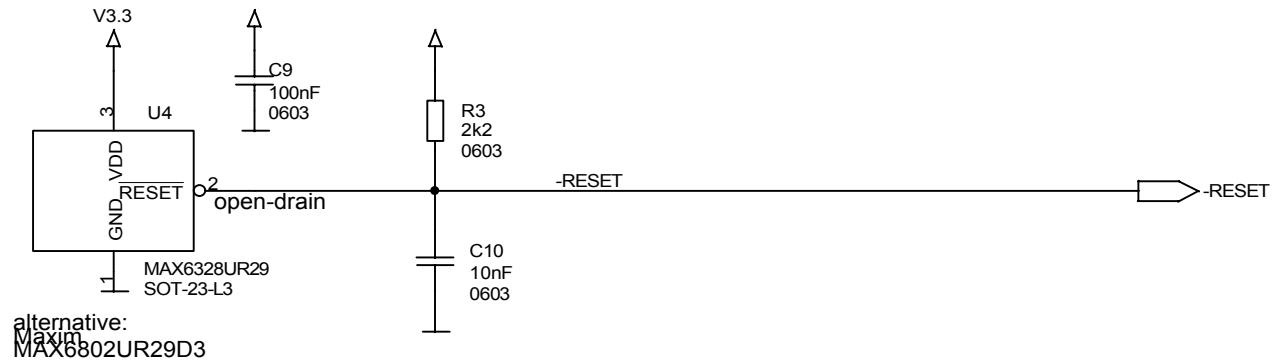 V3.3
C9
100nF
0603
3
U4
R3
2k2
0603
VDD
RESET
2
-RESET
-RESET
open-drain
GND
C10
10nF
0603
1
MAX6328UR29
SOT-23-L3
alternative:
Maxim
MAX6802UR29D3